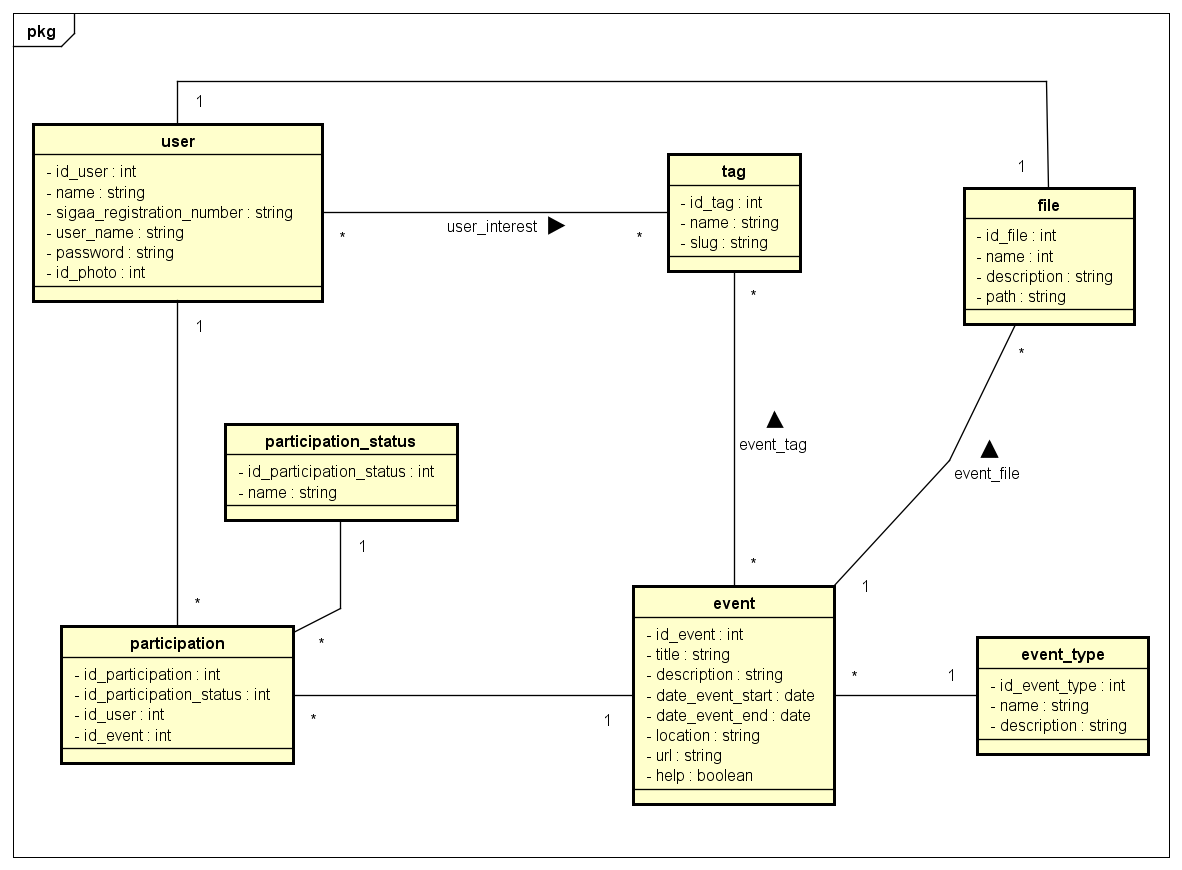 pkg
1
user
- id_user : int
- name : string
- sigaa_registration_number : string
- user_name : string
- password : string
- id_photo : int
user_interest
*
*
tag
- id_tag : int
- name : string
- slug : string
1
file
- id_file : int
- name : int
- description : string
- path : string
1
*
*
participation_status
- id_participation_status : int
- name : string
event_tag
event_file
1
*
*
*
1
participation
- id_participation : int
- id_participation_status : int
- id_user : int
- id_event : int
*
1
event
- id_event : int
- title : string
- description : string
- date_event_start : date
- date_event_end : date
- location : string
- url : string
- help : boolean
*
1
event_type
- id_event_type : int
- name : string
- description : string